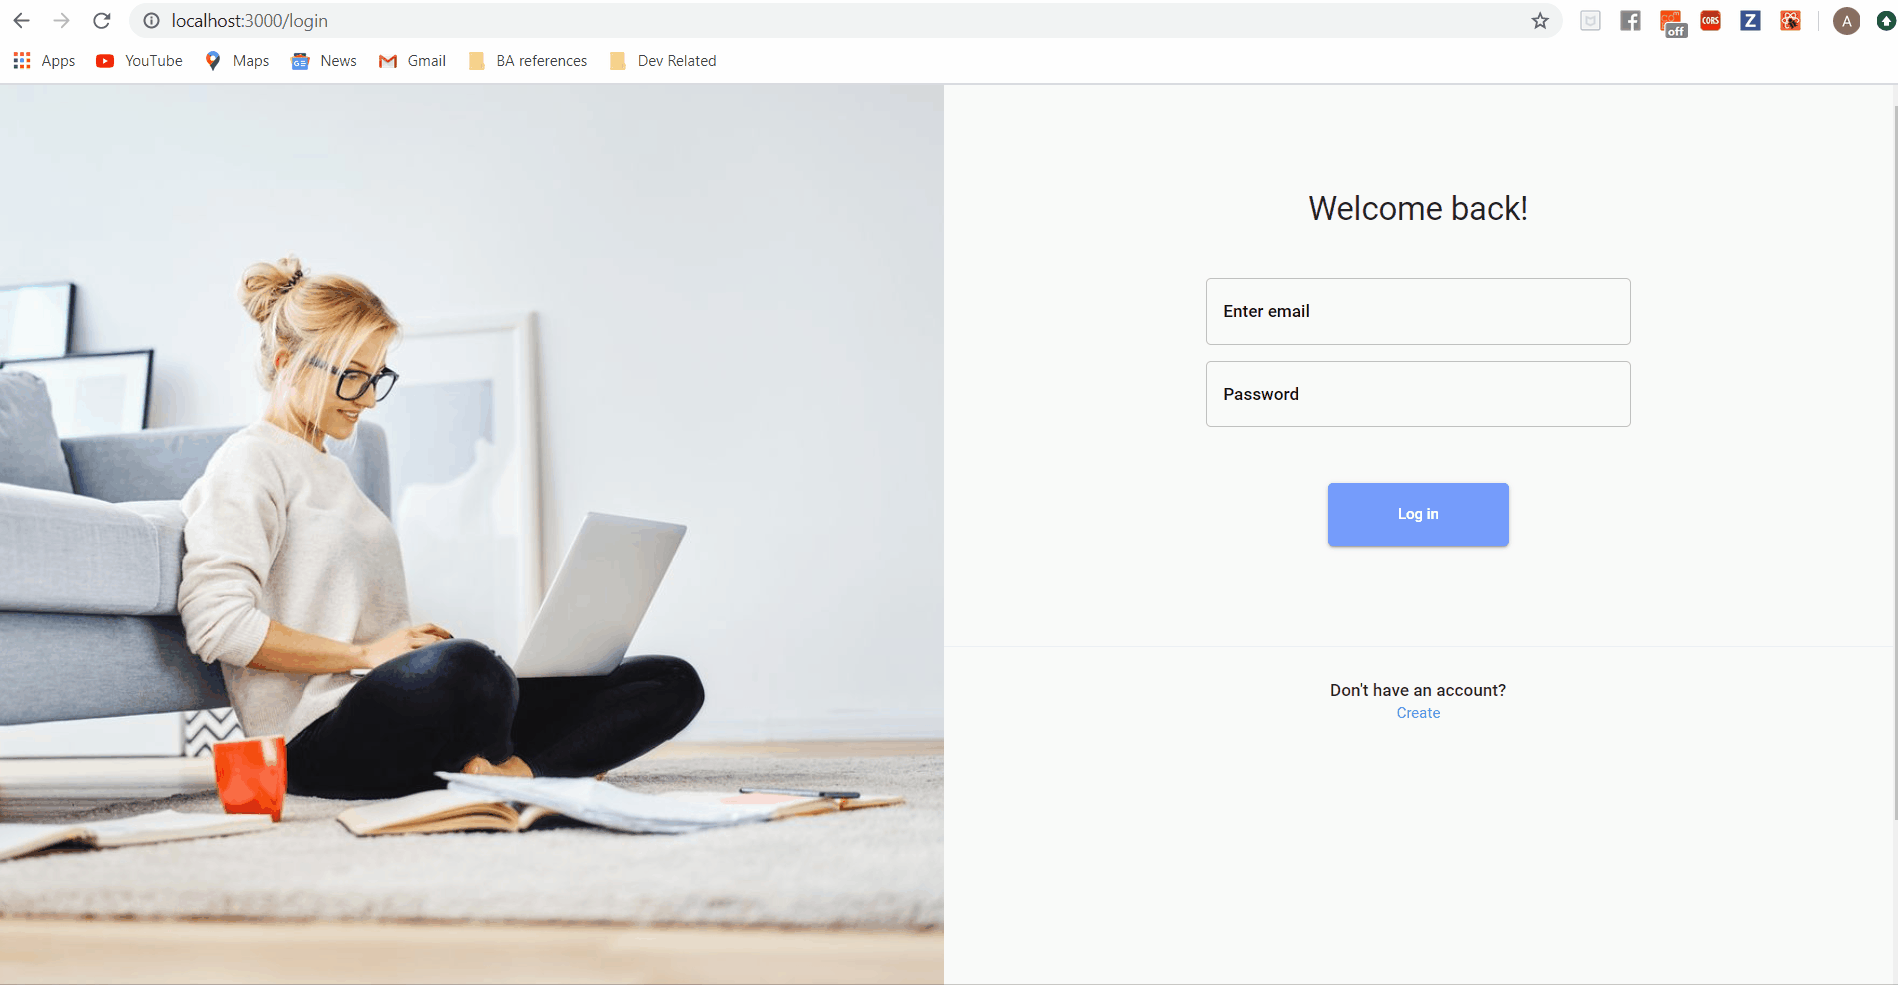 localhost:3000/login
off
CORS
Z
A
Apps YouTube Maps News Gmail BA references Dev Related
Welcome back!
Enter email
Password
Log in
Don't have an account?
Create